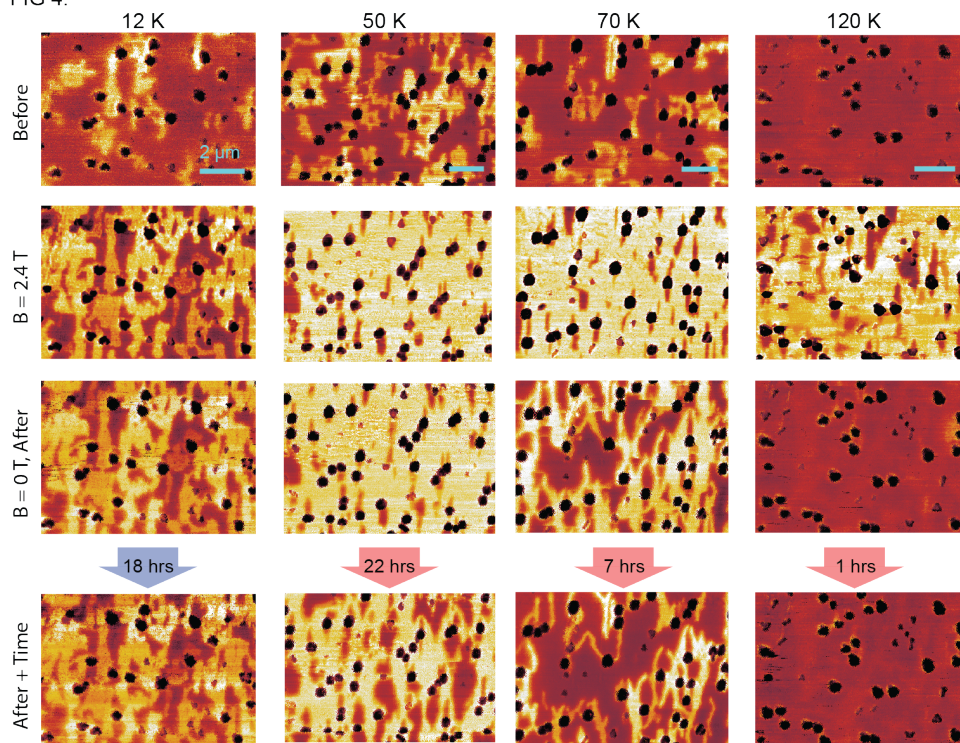 FIG 4.
12 K 50 K 70 K 120 K
Before
2 µm
B = 2.4 T
B = 0 T, After
18 hrs 22 hrs 7 hrs 1 hrs
After + Time